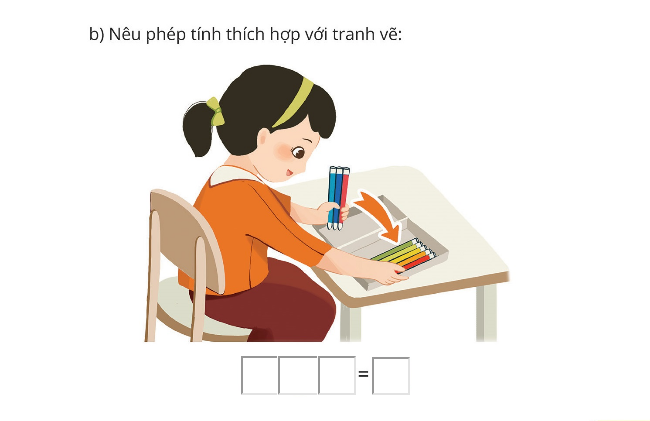 b) Nêu phép tính thích hợp với tranh vẽ:
=